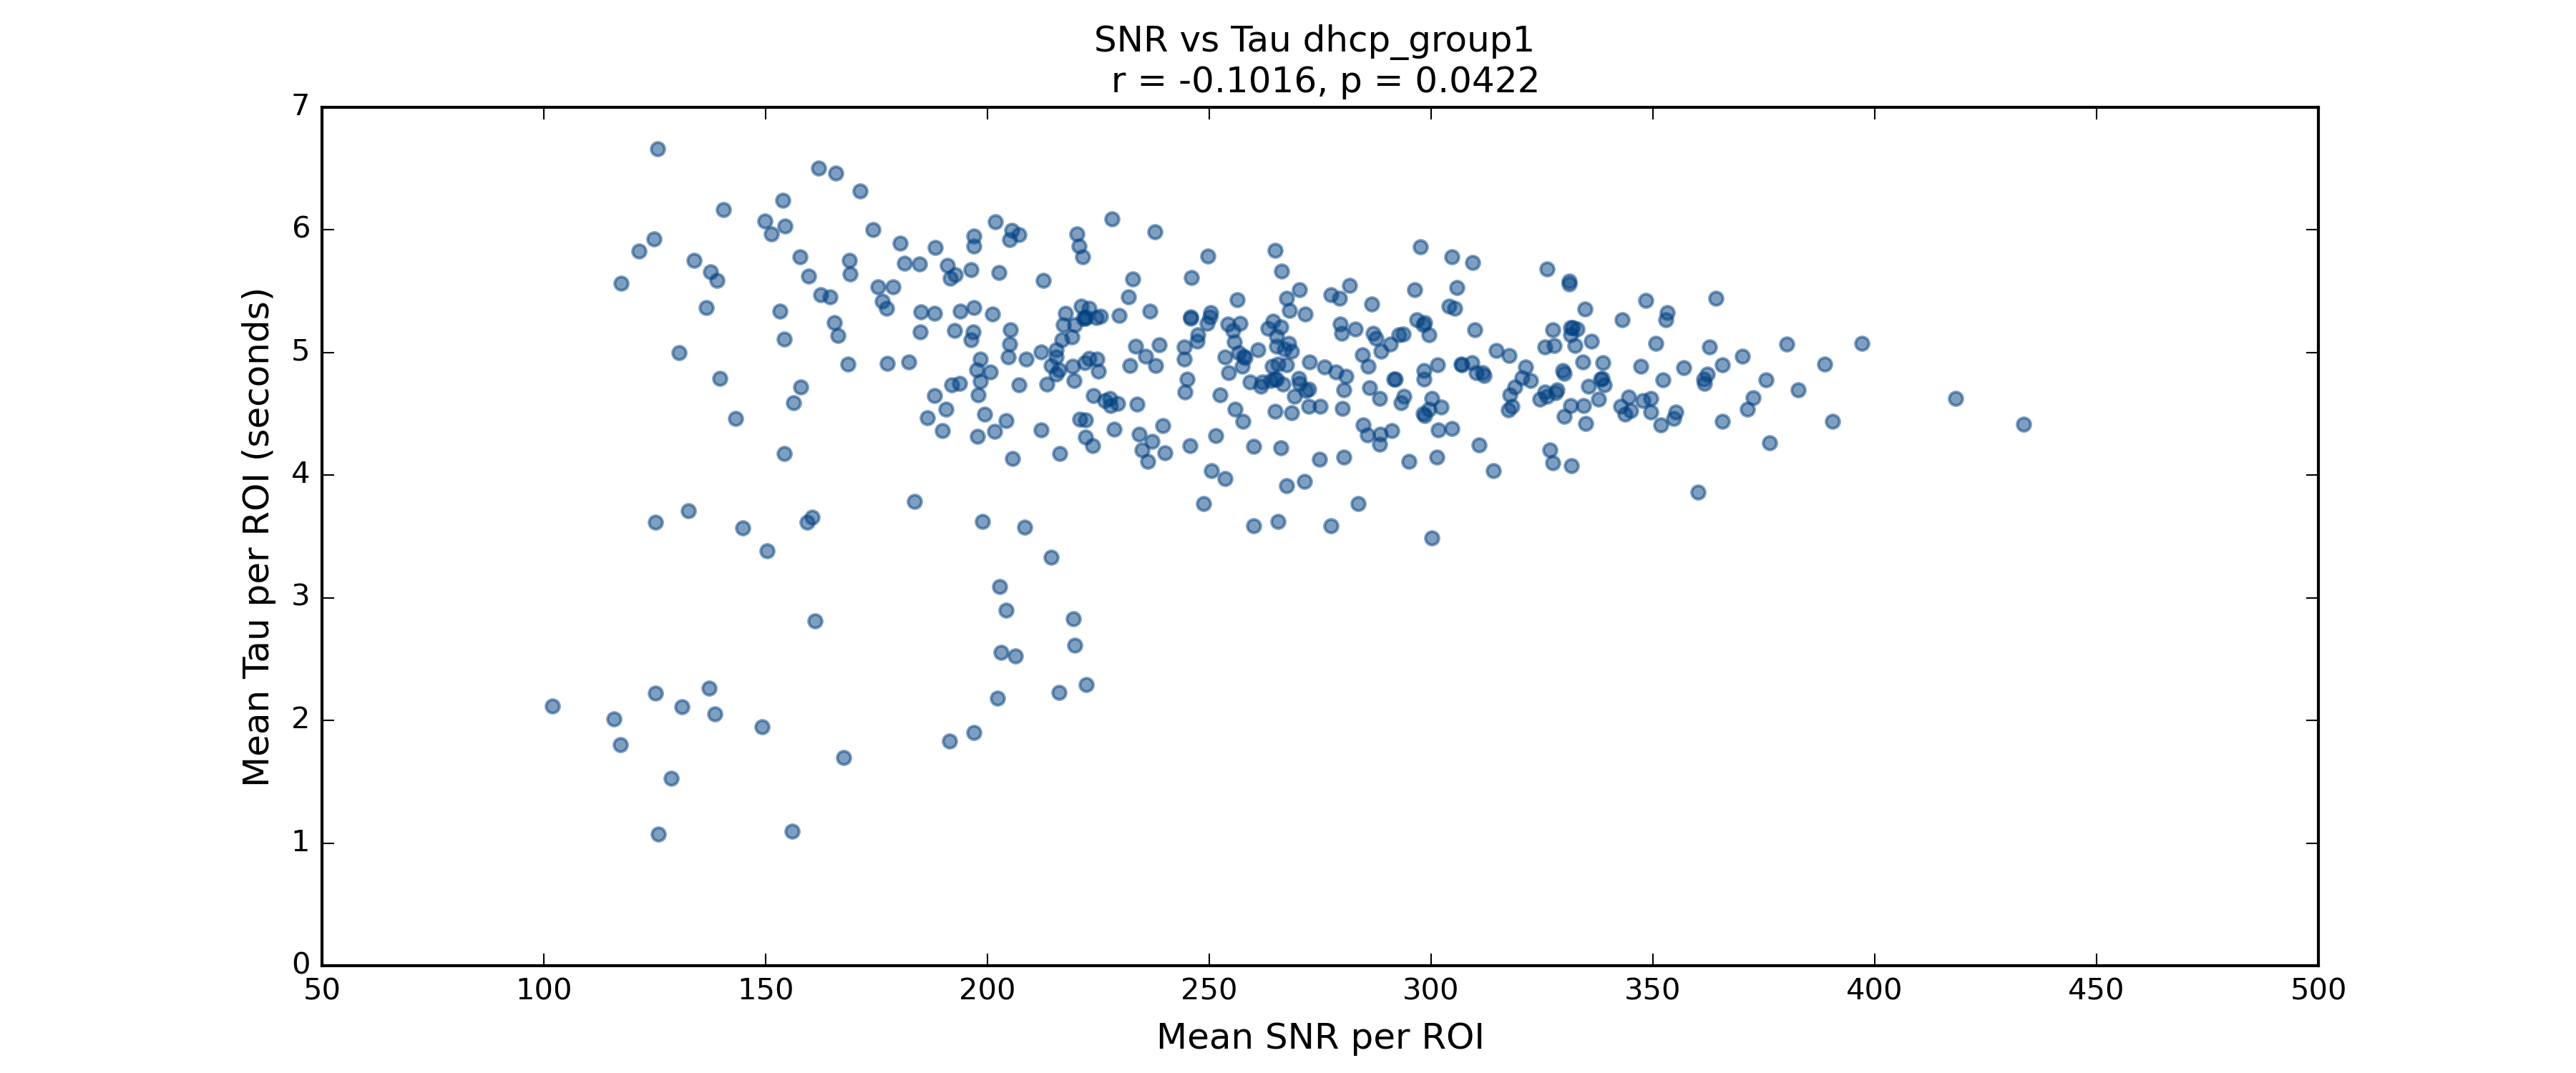 SNR vs Tau dhcp_group1
r = -0.1016, p = 0.0422
7
6
5
4
3
2
1
0
Mean Tau per ROI (seconds)
50 100 150 200 250 300 350 400 450 500
Mean SNR per ROI